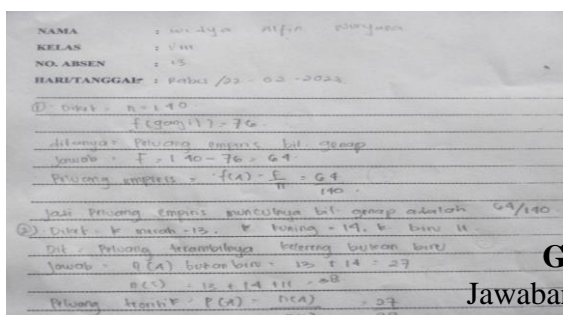 NAMA : Widya Alfin Wiryana
KELAS : VIII
NO. ABSEN : 13
HARI/TANGGAL : Rabu /22 - 02 - 2023
① Diket : n = 140
f (ganjil) = 76
ditanya = Peluang empiris bil. genap
Jawab = f = 140 - 76 = 64
Peluang empiris = f(A) = f/n = 64/140
Jadi Peluang empiris munculnya bil. genap adalah 64/140
② Diket : k merah = 13, k kuning = 14, k biru 11
Dit = Peluang terambilnya kelereng bukan biru
Jawab = n(A) bukan biru = 13 + 14 = 27
n(S) = 13 + 14 + 11 = 38
Peluang teoritik = P(A) = n(A) = 27
G
Jawaban